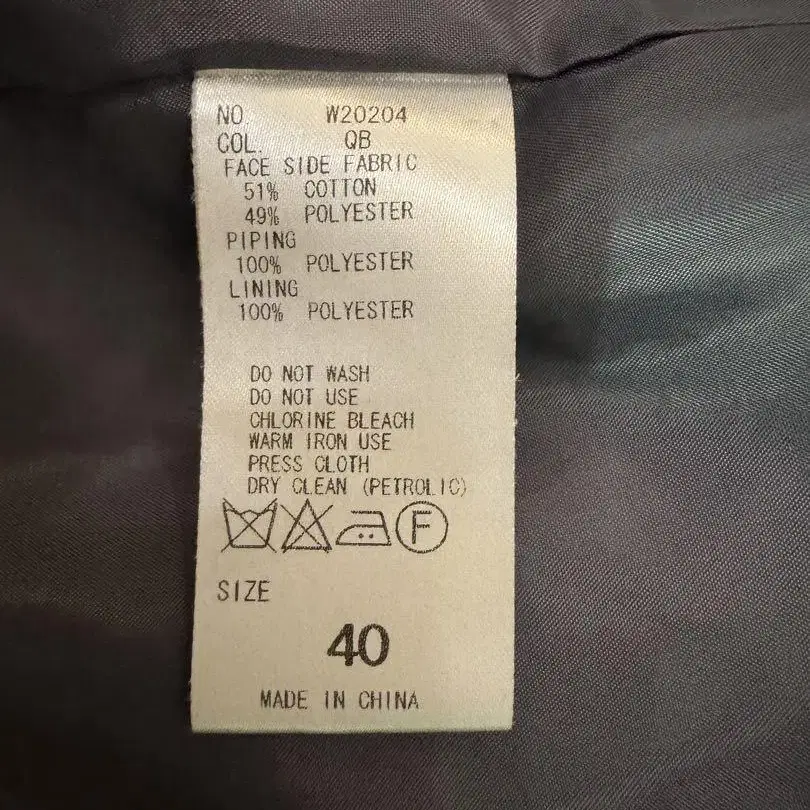 NO W20204
COL. QB
FACE SIDE FABRIC
51% COTTON
49% POLYESTER
PIPING
100% POLYESTER
LINING
100% POLYESTER
DO NOT WASH
DO NOT USE
CHLORINE BLEACH
WARM IRON USE
PRESS CLOTH
DRY CLEAN (PETROLIC)
F
SIZE
40
MADE IN CHINA